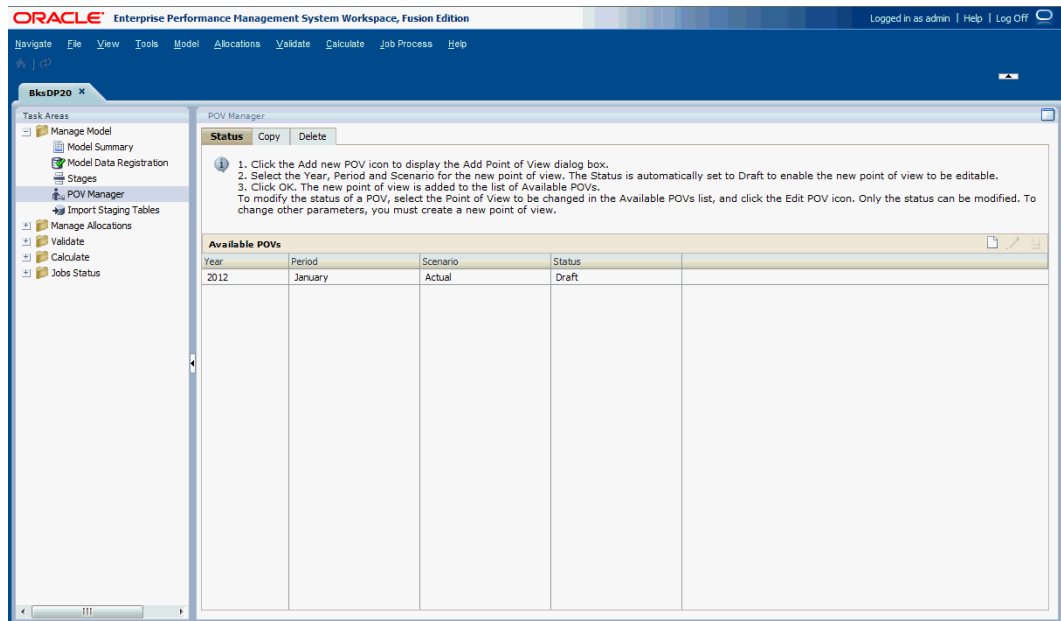 ORACLE® Enterprise Performance Management System Workspace, Fusion Edition
Logged in as admin | Help | Log Off
Navigate File View Tools Model Allocations Validate Calculate Job Process Help
BksDP20
Task Areas
Manage Model
Model Summary
Model Data Registration
Stages
POV Manager
Import Staging Tables
Manage Allocations
Validate
Calculate
Jobs Status
POV Manager
Status Copy Delete
1. Click the Add new POV icon to display the Add Point of View dialog box.
2. Select the Year, Period and Scenario for the new point of view. The Status is automatically set to Draft to enable the new point of view to be editable.
3. Click OK. The new point of view is added to the list of Available POVs.
To modify the status of a POV, select the Point of View to be changed in the Available POVs list, and click the Edit POV icon. Only the status can be modified. To
change other parameters, you must create a new point of view.
Available POVs
Year Period Scenario Status
2012 January Actual Draft